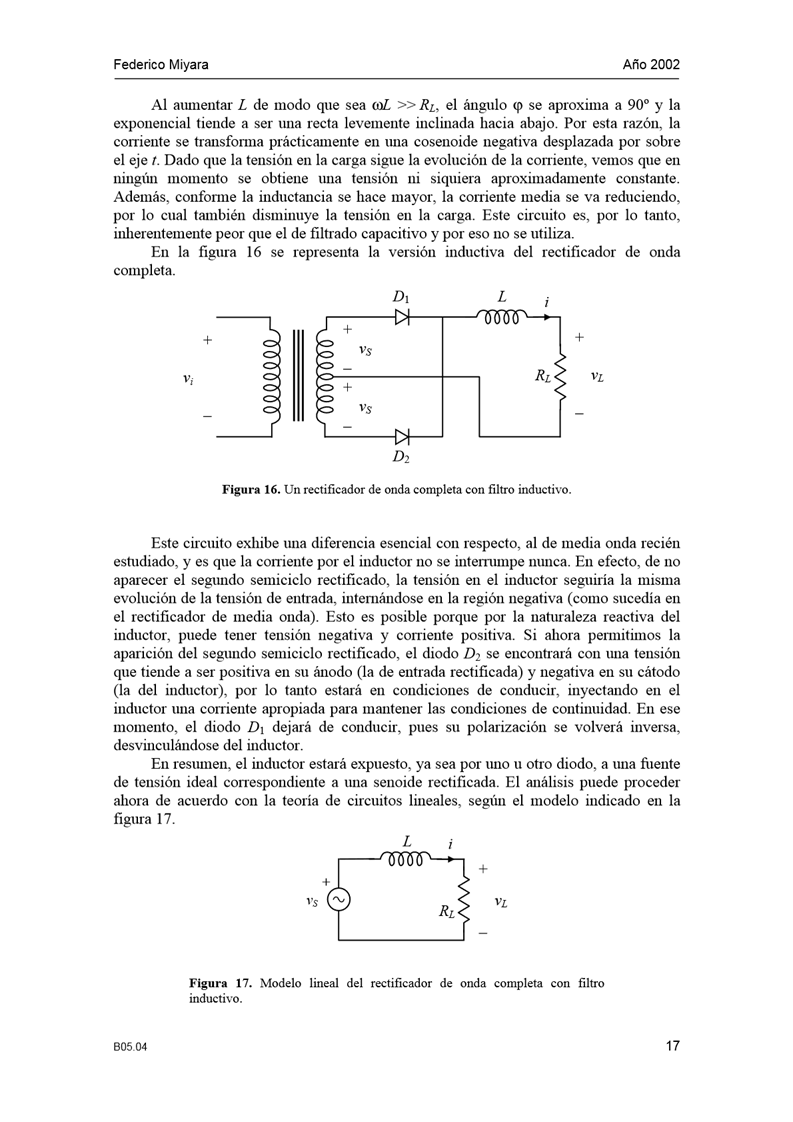 Federico Miyara Año 2002
Al aumentar L de modo que sea ωL >> RL, el ángulo φ se aproxima a 90º y la
exponencial tiende a ser una recta levemente inclinada hacia abajo. Por esta razón, la
corriente se transforma prácticamente en una cosenoide negativa desplazada por sobre
el eje t. Dado que la tensión en la carga sigue la evolución de la corriente, vemos que en
ningún momento se obtiene una tensión ni siquiera aproximadamente constante.
Además, conforme la inductancia se hace mayor, la corriente media se va reduciendo,
por lo cual también disminuye la tensión en la carga. Este circuito es, por lo tanto,
inherentemente peor que el de filtrado capacitivo y por eso no se utiliza.
En la figura 16 se representa la versión inductiva del rectificador de onda
completa.
D1 L i
+ + +
vS
vi − RL vL
+
vS
− − −
D2
Figura 16. Un rectificador de onda completa con filtro inductivo.
Este circuito exhibe una diferencia esencial con respecto, al de media onda recién
estudiado, y es que la corriente por el inductor no se interrumpe nunca. En efecto, de no
aparecer el segundo semiciclo rectificado, la tensión en el inductor seguiría la misma
evolución de la tensión de entrada, internándose en la región negativa (como sucedía en
el rectificador de media onda). Esto es posible porque por la naturaleza reactiva del
inductor, puede tener tensión negativa y corriente positiva. Si ahora permitimos la
aparición del segundo semiciclo rectificado, el diodo D2 se encontrará con una tensión
que tiende a ser positiva en su ánodo (la de entrada rectificada) y negativa en su cátodo
(la del inductor), por lo tanto estará en condiciones de conducir, inyectando en el
inductor una corriente apropiada para mantener las condiciones de continuidad. En ese
momento, el diodo D1 dejará de conducir, pues su polarización se volverá inversa,
desvinculándose del inductor.
En resumen, el inductor estará expuesto, ya sea por uno u otro diodo, a una fuente
de tensión ideal correspondiente a una senoide rectificada. El análisis puede proceder
ahora de acuerdo con la teoría de circuitos lineales, según el modelo indicado en la
figura 17.
L i
+ +
vS RL vL
−
Figura 17. Modelo lineal del rectificador de onda completa con filtro
inductivo.
B05.04 17